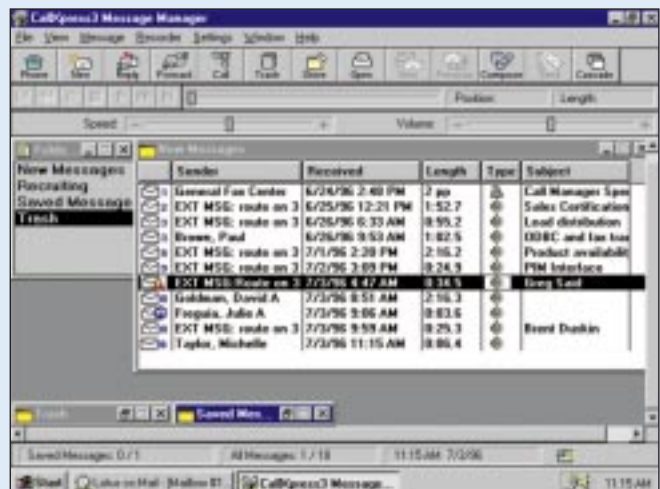 CallXpress3 Message Manager
File View Message Recorder Settings Window Help
Phone New Reply Forward Call Trash Store Open Compose Cascade
Position: Length:
Speed: Volume:
New Messages
New Messages
Recruiting
Saved Message
Trash
Sender Received Length Type Subject
General Fax Center 6/24/96 2:40 PM 2 pp Call Manager Spec
EXT MSG: route on 3 6/25/96 12:21 PM 1:52.7 Sales Certification
EXT MSG: route on 3 6/26/96 6:33 AM 0:55.2 Lead distribution
Brown, Paul 6/26/96 9:53 AM 1:02.5 ODBC and fax
EXT MSG: route on 3 7/1/96 2:20 PM 2:16.2 Product availabilit
EXT MSG: route on 3 7/2/96 3:09 PM 0:24.9 PIM Interface
EXT MSG: Route on 3 7/3/96 4:47 AM 0:34.5 Greg Said
Goldman, David A 7/3/96 8:51 AM 2:16.3
Julie A 7/3/96 9:06 AM 0:03.6
EXT MSG: route on 3 7/3/96 9:59 AM 0:25.3 Brent Duskin
Taylor, Michelle 7/3/96 11:15 AM 0:06.4
Trash Saved Mes...
Saved Messages: 0 / 1 All Messages: 1 / 18 11:15 AM 7/3/96
Start Mail - [Mailbox CallXpress3 Message... 11:15 AM